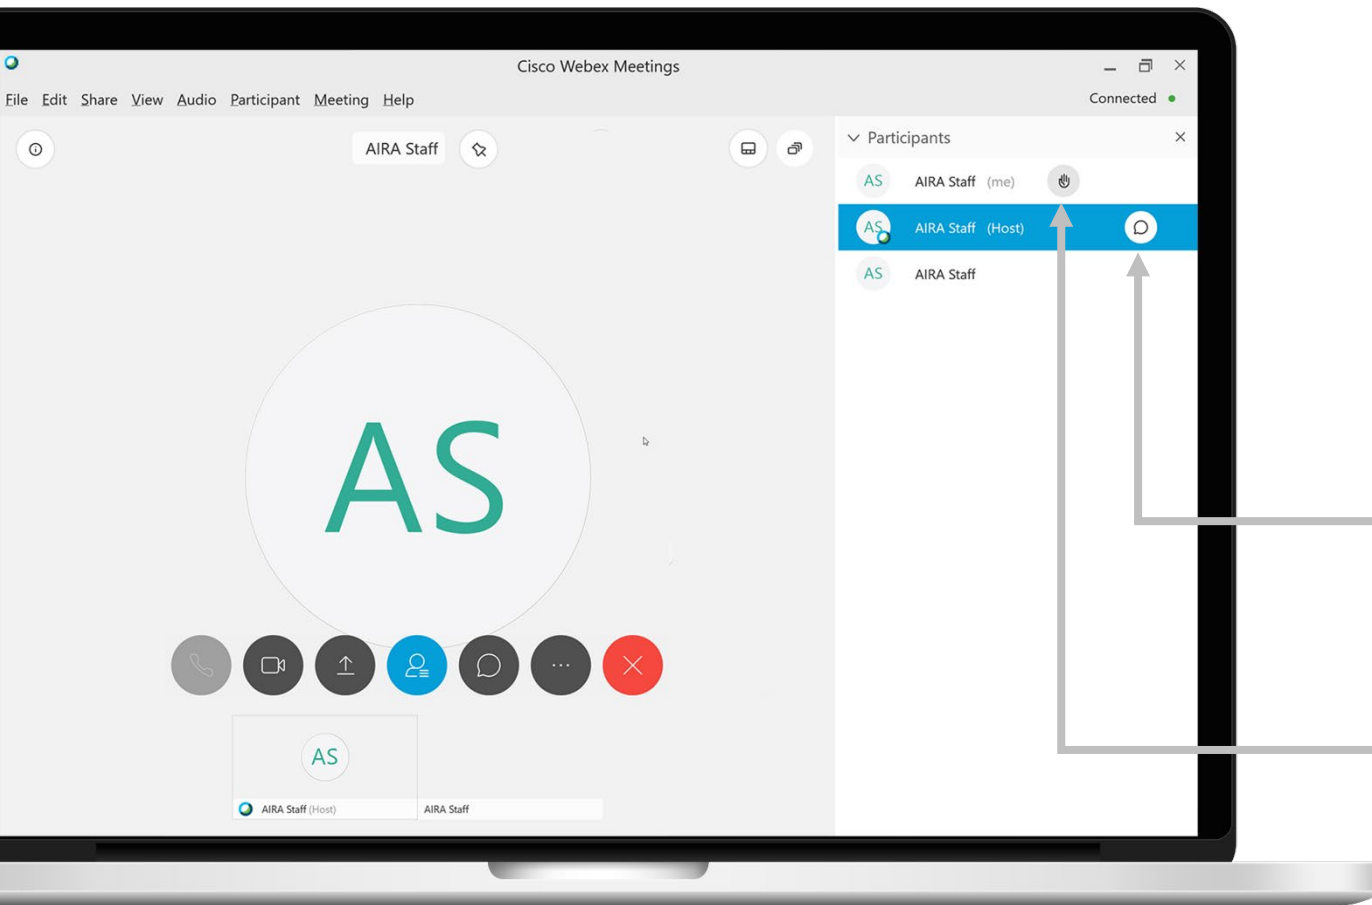 Cisco Webex Meetings
File Edit Share View Audio Participant Meeting Help
Connected
AIRA Staff
Participants
AS AIRA Staff (me)
AS AIRA Staff (Host)
AS AIRA Staff
AS
AS
AIRA Staff (Host)
AIRA Staff